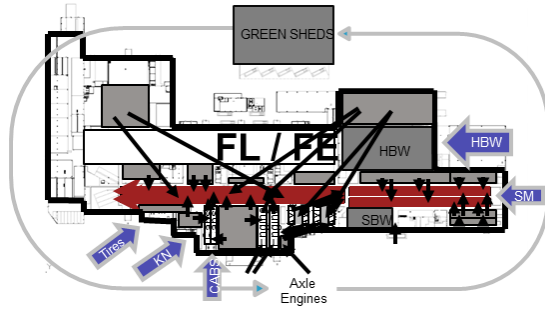 GREEN SHEDS
FL / FE
HBW
HBW
SM
SBW
Tires
KN
CABS
Axle
Engines